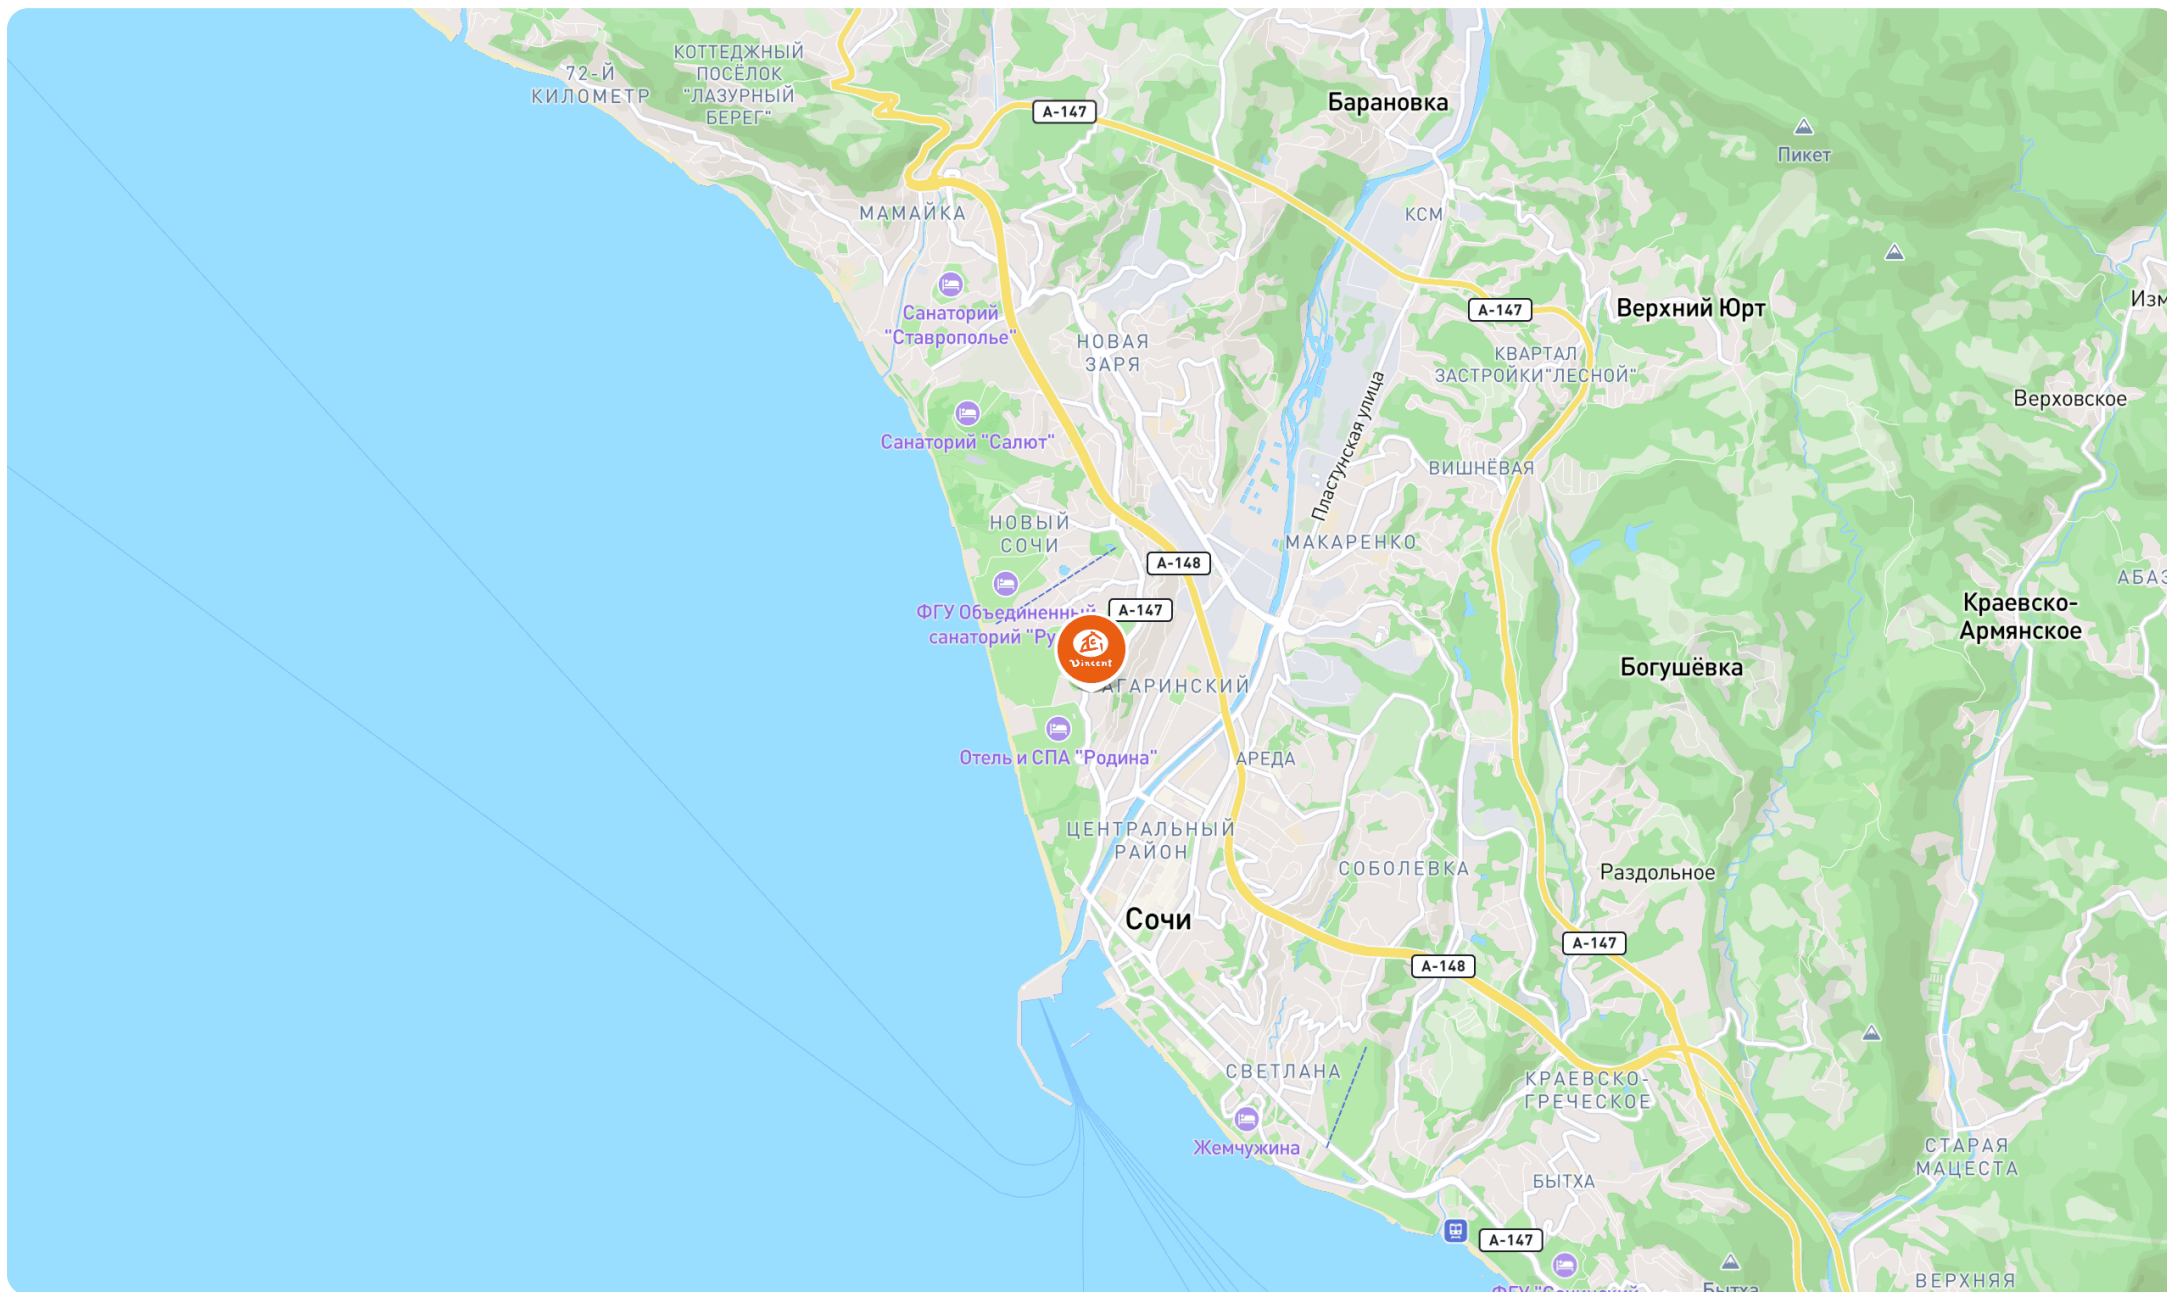 КОТТЕДЖНЫЙ
ПОСЁЛОК
"ЛАЗУРНЫЙ
БЕРЕГ"
72-Й
КИЛОМЕТР
А-147
Барановка
Пикет
МАМАЙКА
КСМ
Санаторий
"Ставрополье"
А-147
Верхний Юрт
Изм
НОВАЯ
ЗАРЯ
КВАРТАЛ
ЗАСТРОЙКИ"ЛЕСНОЙ"
Верховское
Пластунская улица
Санаторий "Салют"
ВИШНЁВАЯ
НОВЫЙ
СОЧИ
МАКАРЕНКО
А-148
АБАЗ
ФГУ Объединенный
санаторий "Ру
А-147
Краевско-
Армянское
Vincent
Богушёвка
АГАРИНСКИЙ
Отель и СПА "Родина"
АРЕДА
ЦЕНТРАЛЬНЫЙ
РАЙОН
СОБОЛЕВКА
Раздольное
Сочи
А-147
А-148
СВЕТЛАНА
КРАЕВСКО-
ГРЕЧЕСКОЕ
Жемчужина
СТАРАЯ
МАЦЕСТА
БЫТХА
А-147
ВЕРХНЯЯ
Бытха
ФГУ "Сочинский